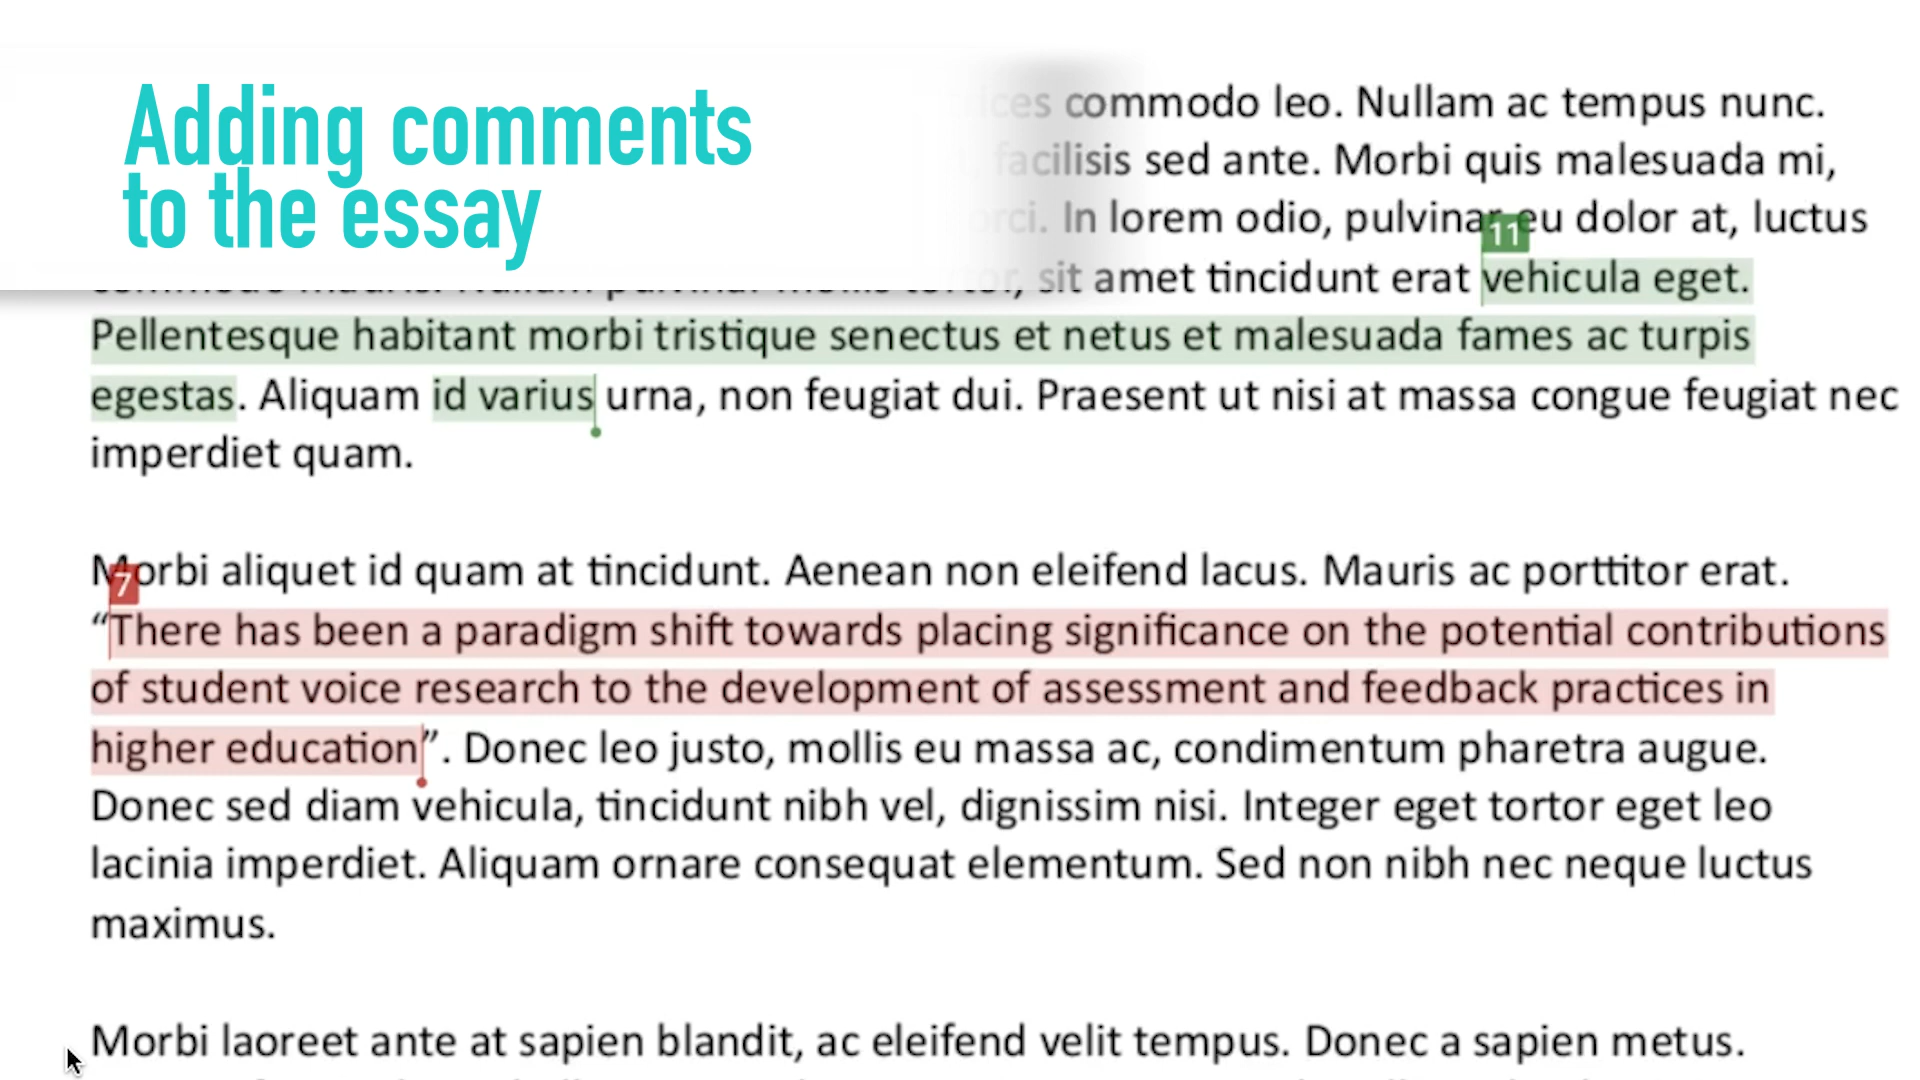 Adding comments
to the essay
commodo leo. Nullam ac tempus nunc.
facilisis sed ante. Morbi quis malesuada mi,
orci. In lorem odio, pulvinar eu dolor at, luctus
11
tortor, sit amet tincidunt erat vehicula eget.
Pellentesque habitant morbi tristique senectus et netus et malesuada fames ac turpis
egestas. Aliquam id varius urna, non feugiat dui. Praesent ut nisi at massa congue feugiat nec
imperdiet quam.
Morbi aliquet id quam at tincidunt. Aenean non eleifend lacus. Mauris ac porttitor erat.
7
“There has been a paradigm shift towards placing significance on the potential contributions
of student voice research to the development of assessment and feedback practices in
higher education”. Donec leo justo, mollis eu massa ac, condimentum pharetra augue.
Donec sed diam vehicula, tincidunt nibh vel, dignissim nisi. Integer eget tortor eget leo
lacinia imperdiet. Aliquam ornare consequat elementum. Sed non nibh nec neque luctus
maximus.
Morbi laoreet ante at sapien blandit, ac eleifend velit tempus. Donec a sapien metus.